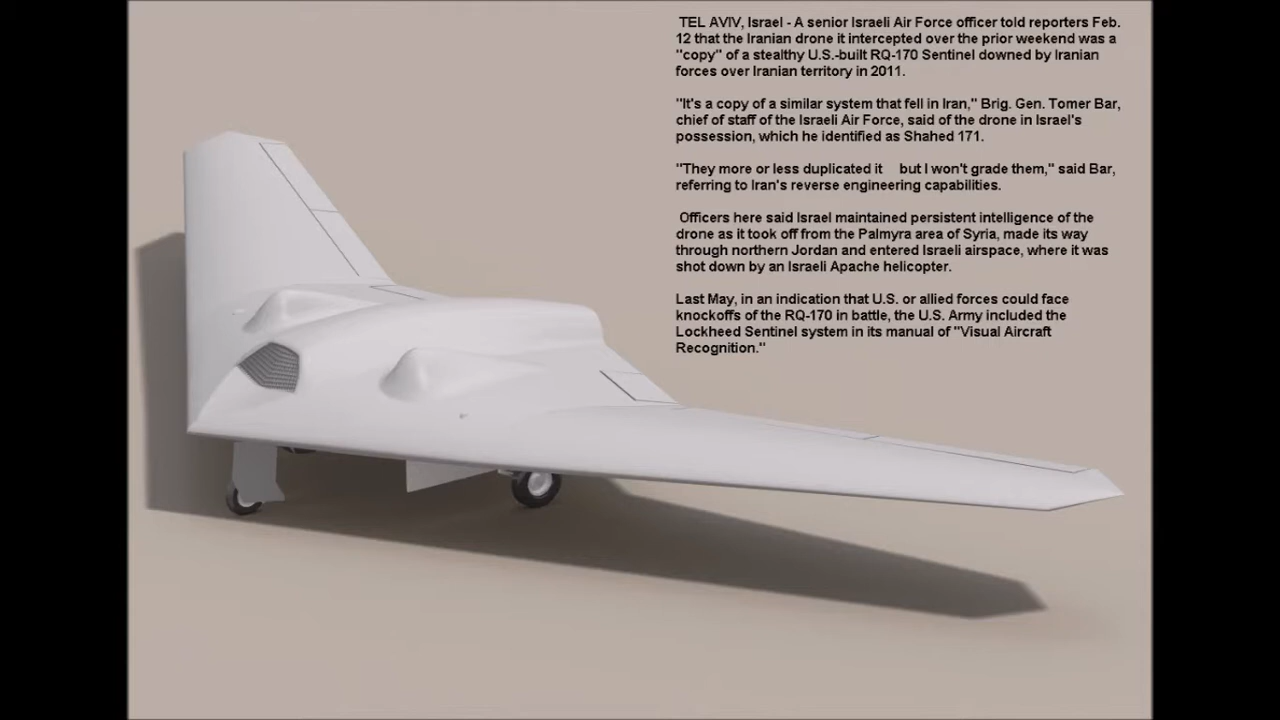 TEL AVIV, Israel - A senior Israeli Air Force officer told reporters Feb.
12 that the Iranian drone it intercepted over the prior weekend was a
"copy" of a stealthy U.S.-built RQ-170 Sentinel downed by Iranian
forces over Iranian territory in 2011.
"It's a copy of a similar system that fell in Iran," Brig. Gen. Tomer Bar,
chief of staff of the Israeli Air Force, said of the drone in Israel's
possession, which he identified as Shahed 171.
"They more or less duplicated it but I won't grade them," said Bar,
referring to Iran's reverse engineering capabilities.
Officers here said Israel maintained persistent intelligence of the
drone as it took off from the Palmyra area of Syria, made its way
through northern Jordan and entered Israeli airspace, where it was
shot down by an Israeli Apache helicopter.
Last May, in an indication that U.S. or allied forces could face
knockoffs of the RQ-170 in battle, the U.S. Army included the
Lockheed Sentinel system in its manual of "Visual Aircraft
Recognition."